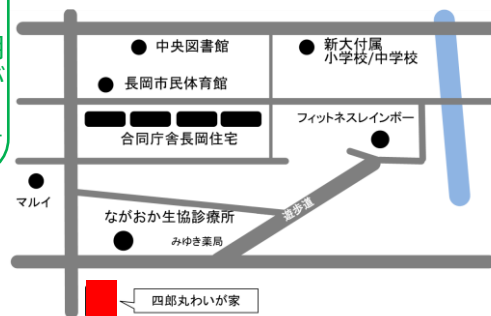 中央図書館
新大付属
小学校/中学校
長岡市民体育館
フィットネスレインボー
合同庁舎長岡住宅
マルイ
遊歩道
ながおか生協診療所
みゆき薬局
四郎丸わいが家